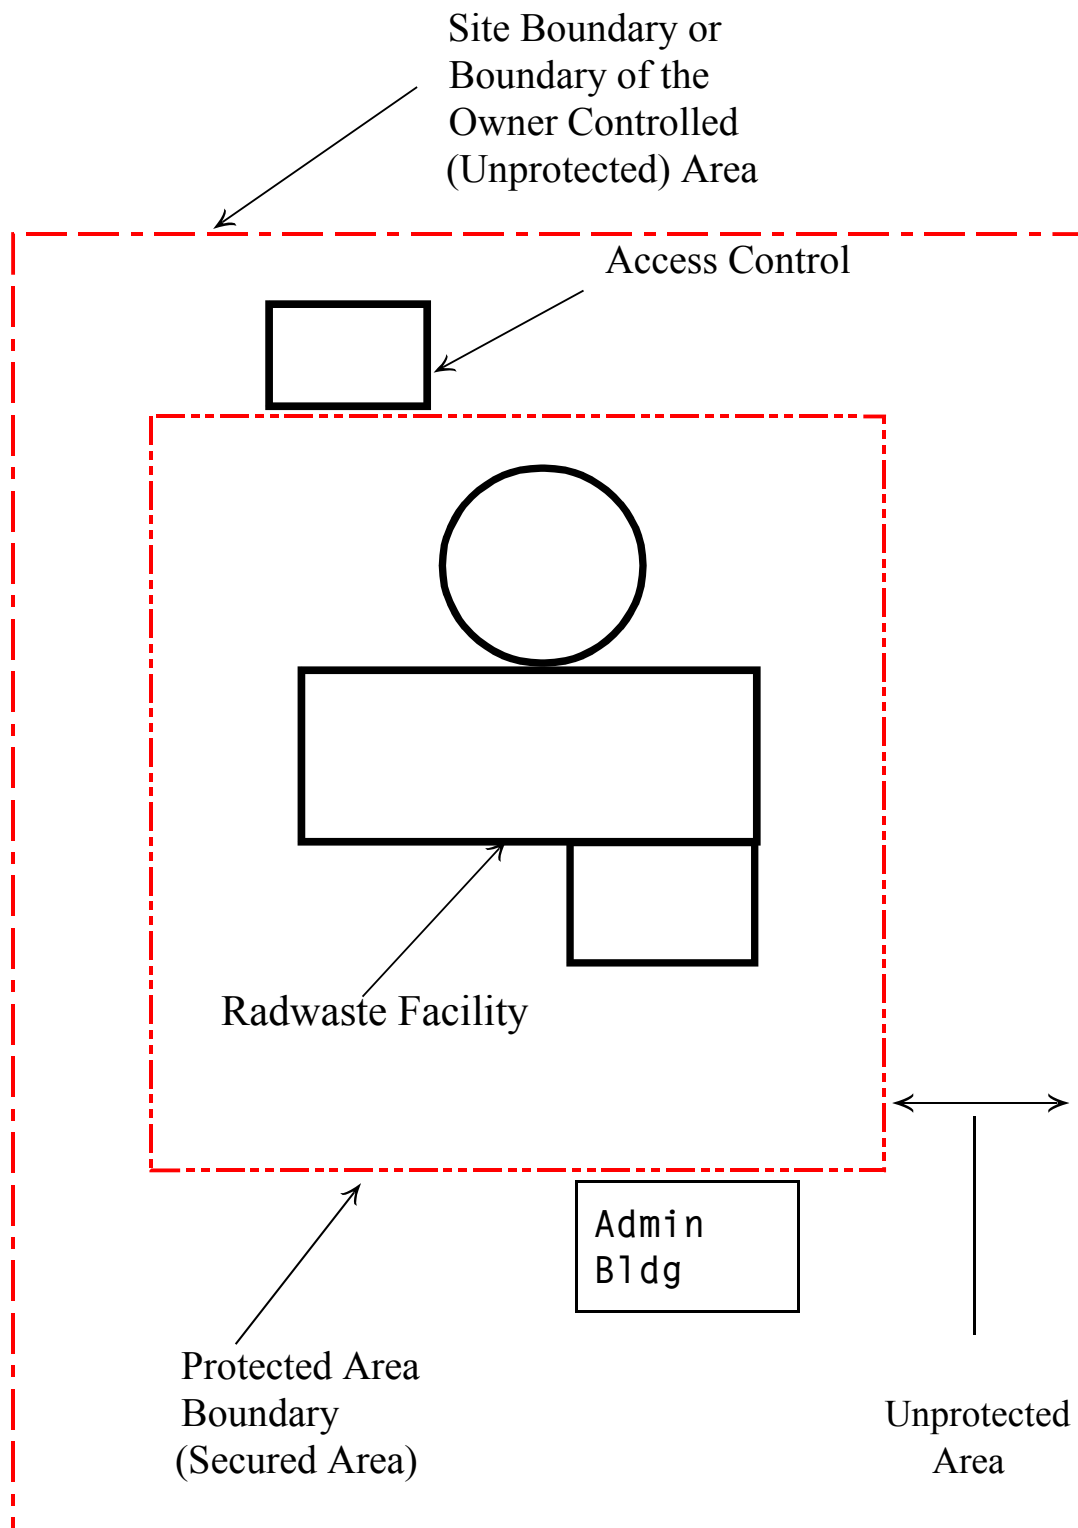 Site Boundary or
Boundary of the
Owner Controlled
(Unprotected) Area
Access Control
Radwaste Facility
Admin
Bldg
Protected Area
Boundary
(Secured Area)
Unprotected
Area